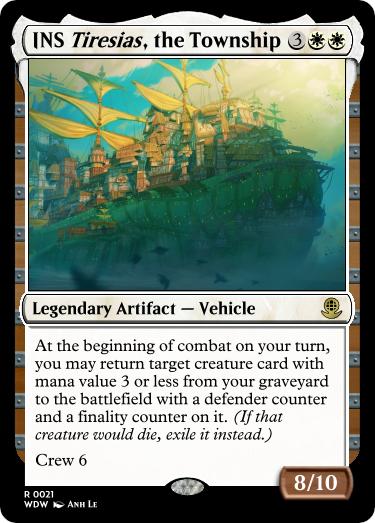 INS Tiresias, the Township 3
Legendary Artifact — Vehicle
At the beginning of combat on your turn,
you may return target creature card with
mana value 3 or less from your graveyard
to the battlefield with a defender counter
and a finality counter on it. (If that
creature would die, exile it instead.)
Crew 6
8/10
R 0021
WDW Anh Le